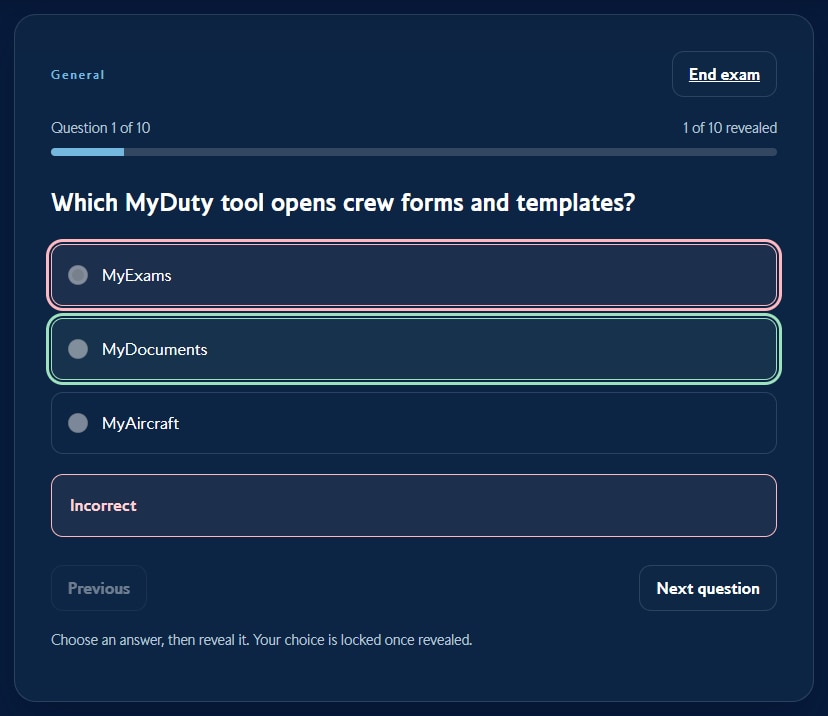 General
End exam
Question 1 of 10
1 of 10 revealed
Which MyDuty tool opens crew forms and templates?
MyExams
MyDocuments
MyAircraft
Incorrect
Previous
Next question
Choose an answer, then reveal it. Your choice is locked once revealed.